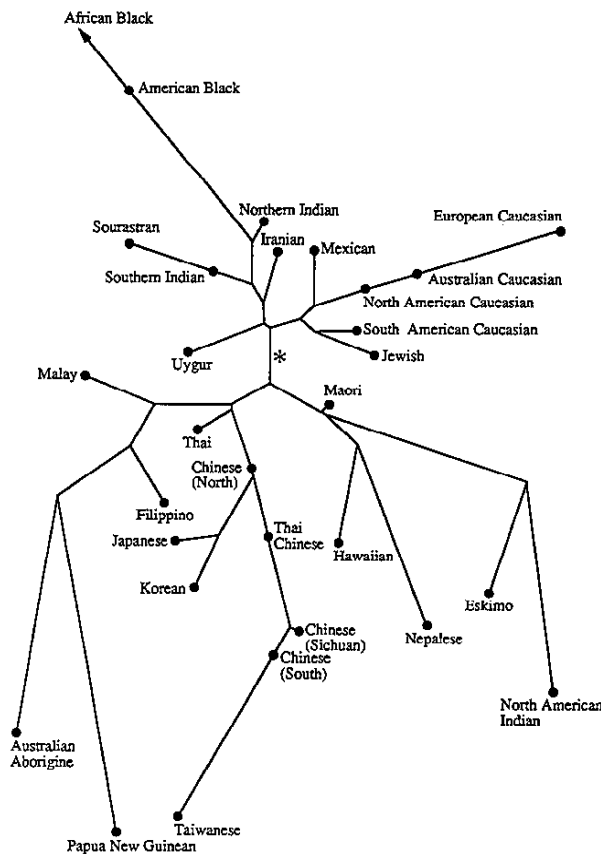 African Black
American Black
Northern Indian
European Caucasian
Sourastran
Iranian
Mexican
Southern Indian
Australian Caucasian
North American Caucasian
South American Caucasian
Uygur
*
Jewish
Malay
Maori
Thai
Chinese
(North)
Filippino
Japanese
Thai
Chinese
Hawaiian
Korean
Eskimo
Chinese
(Sichuan)
Nepalese
Chinese
(South)
North American
Indian
Australian
Aborigine
Taiwanese
Papua New Guinean